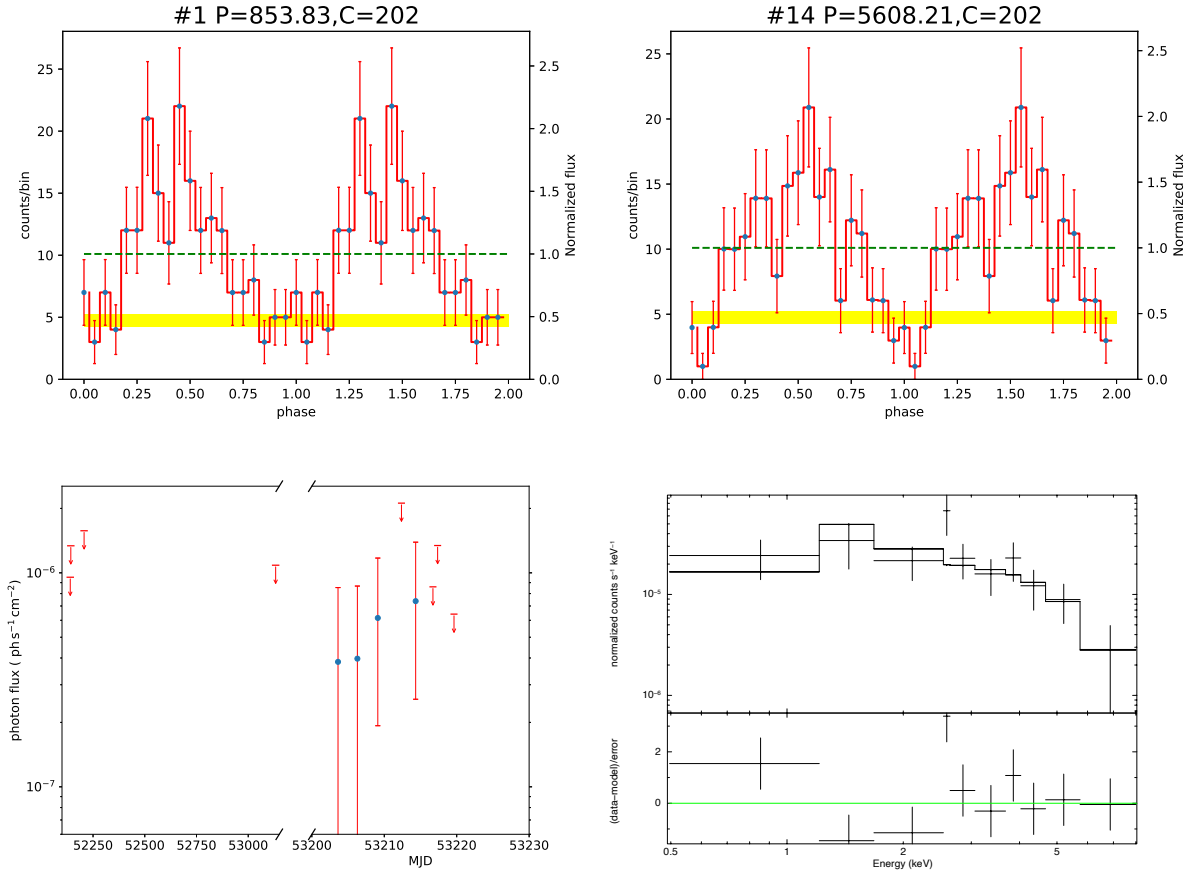 #1 P=853.83,C=202
#14 P=5608.21,C=202
counts/bin
0
5
10
15
20
25
0.0
0.5
1.0
1.5
2.0
2.5
Normalized flux
0.00 0.25 0.50 0.75 1.00 1.25 1.50 1.75 2.00
phase
counts/bin
0
5
10
15
20
25
0.0
0.5
1.0
1.5
2.0
2.5
Normalized flux
0.00 0.25 0.50 0.75 1.00 1.25 1.50 1.75 2.00
phase
photon flux ( ph s⁻¹ cm⁻²)
10⁻⁶
10⁻⁷
52250 52500 52750 53000 53200 53210 53220 53230
MJD
normalized counts s⁻¹ keV⁻¹
10⁻⁵
10⁻⁶
(data−model)/error
2
0
0.5 1 2 5
Energy (keV)